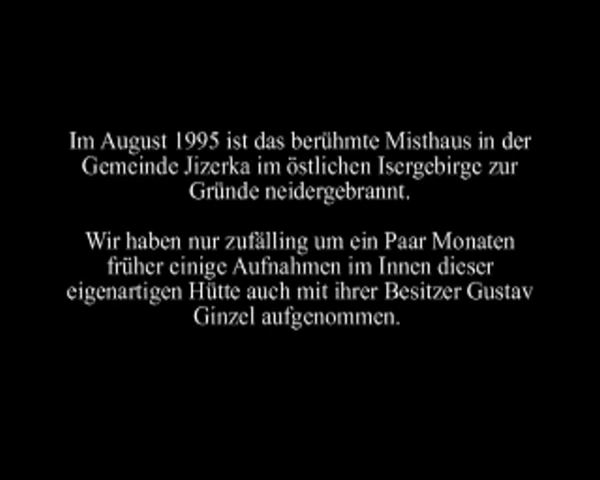 Im August 1995 ist das berühmte Misthaus in der
Gemeinde Jizerka im östlichen Isergebirge zur
Gründe neidergebrannt.
Wir haben nur zufälling um ein Paar Monaten
früher einige Aufnahmen im Innen dieser
eigenartigen Hütte auch mit ihrer Besitzer Gustav
Ginzel aufgenommen.